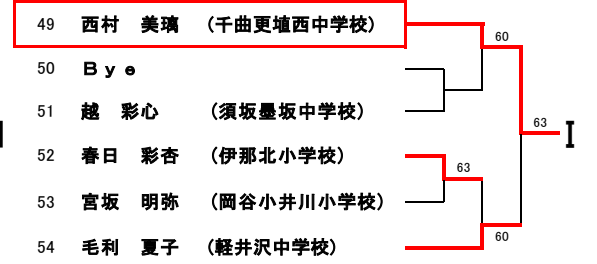 49 西村 美璃 （千曲更埴西中学校）
60
50 Ｂｙｅ
51 越 彩心 （須坂墨坂中学校）
63 I
52 春日 彩杏 （伊那北小学校）
63
53 宮坂 明弥 （岡谷小井川小学校）
54 毛利 夏子 （軽井沢中学校）
60